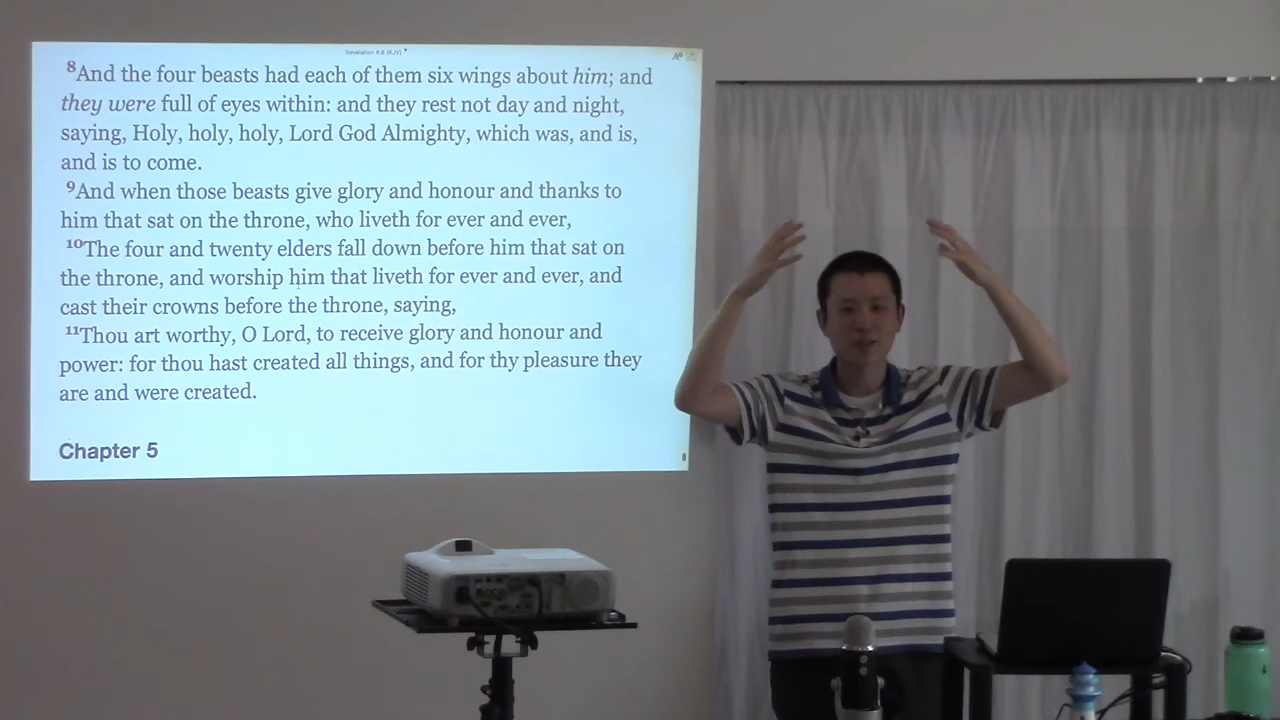 Revelation 4:8 (KJV)
8And the four beasts had each of them six wings about him; and
they were full of eyes within: and they rest not day and night,
saying, Holy, holy, holy, Lord God Almighty, which was, and is,
and is to come.
9And when those beasts give glory and honour and thanks to
him that sat on the throne, who liveth for ever and ever,
10The four and twenty elders fall down before him that sat on
the throne, and worship him that liveth for ever and ever, and
cast their crowns before the throne, saying,
11Thou art worthy, O Lord, to receive glory and honour and
power: for thou hast created all things, and for thy pleasure they
are and were created.
Chapter 5